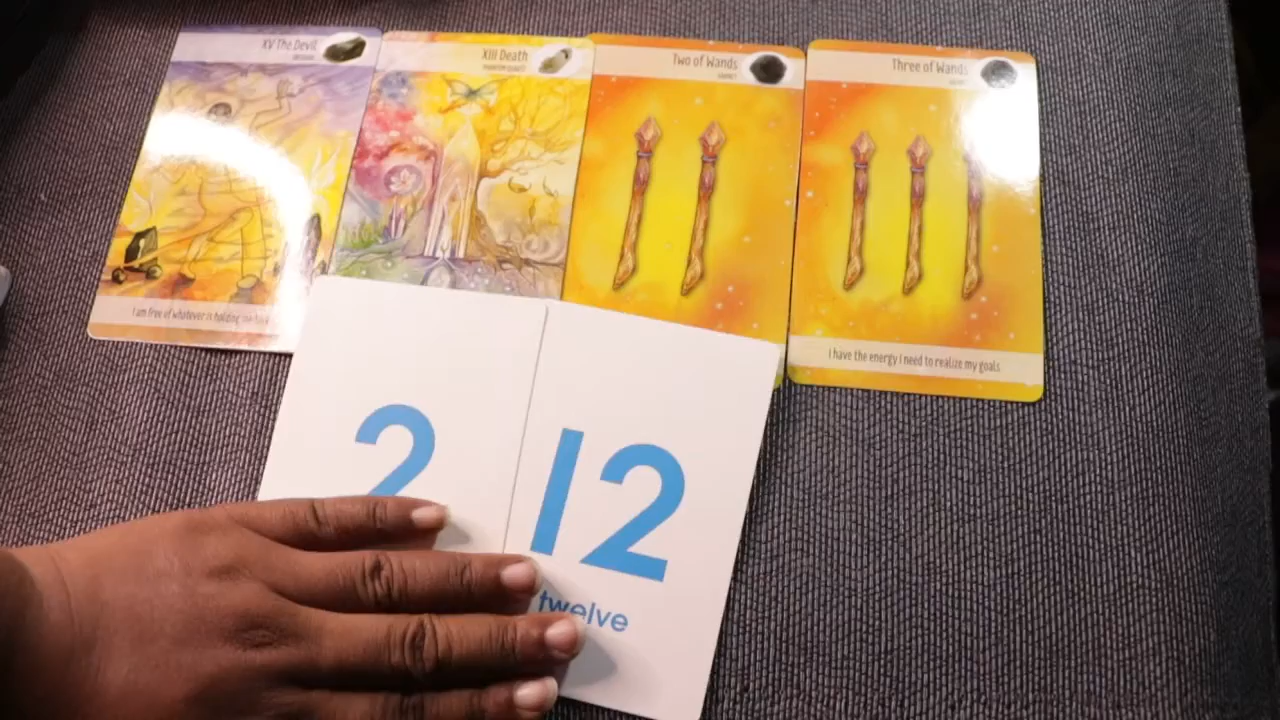 XV The Devil
XIII Death
Two of Wands
Three of Wands
I am free of whatever is holding me back
I have the energy I need to realize my goals
2
12
twelve